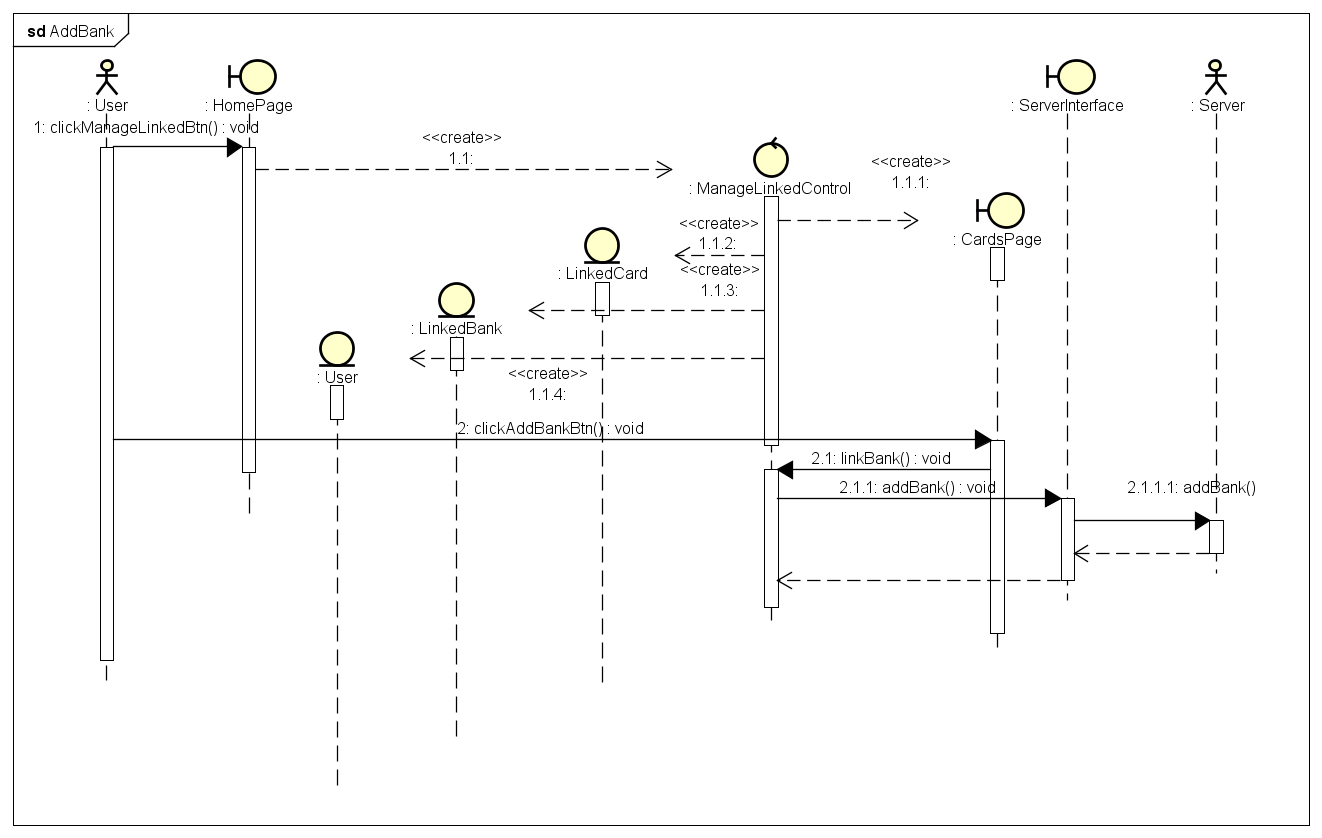 sd AddBank
: User
: HomePage
: ServerInterface
: Server
1: clickManageLinkedBtn() : void
<<create>>
1.1:
: ManageLinkedControl
<<create>>
1.1.1:
<<create>>
1.1.2:
: CardsPage
: LinkedCard
<<create>>
1.1.3:
: LinkedBank
: User
<<create>>
1.1.4:
2: clickAddBankBtn() : void
2.1: linkBank() : void
2.1.1: addBank() : void
2.1.1.1: addBank()